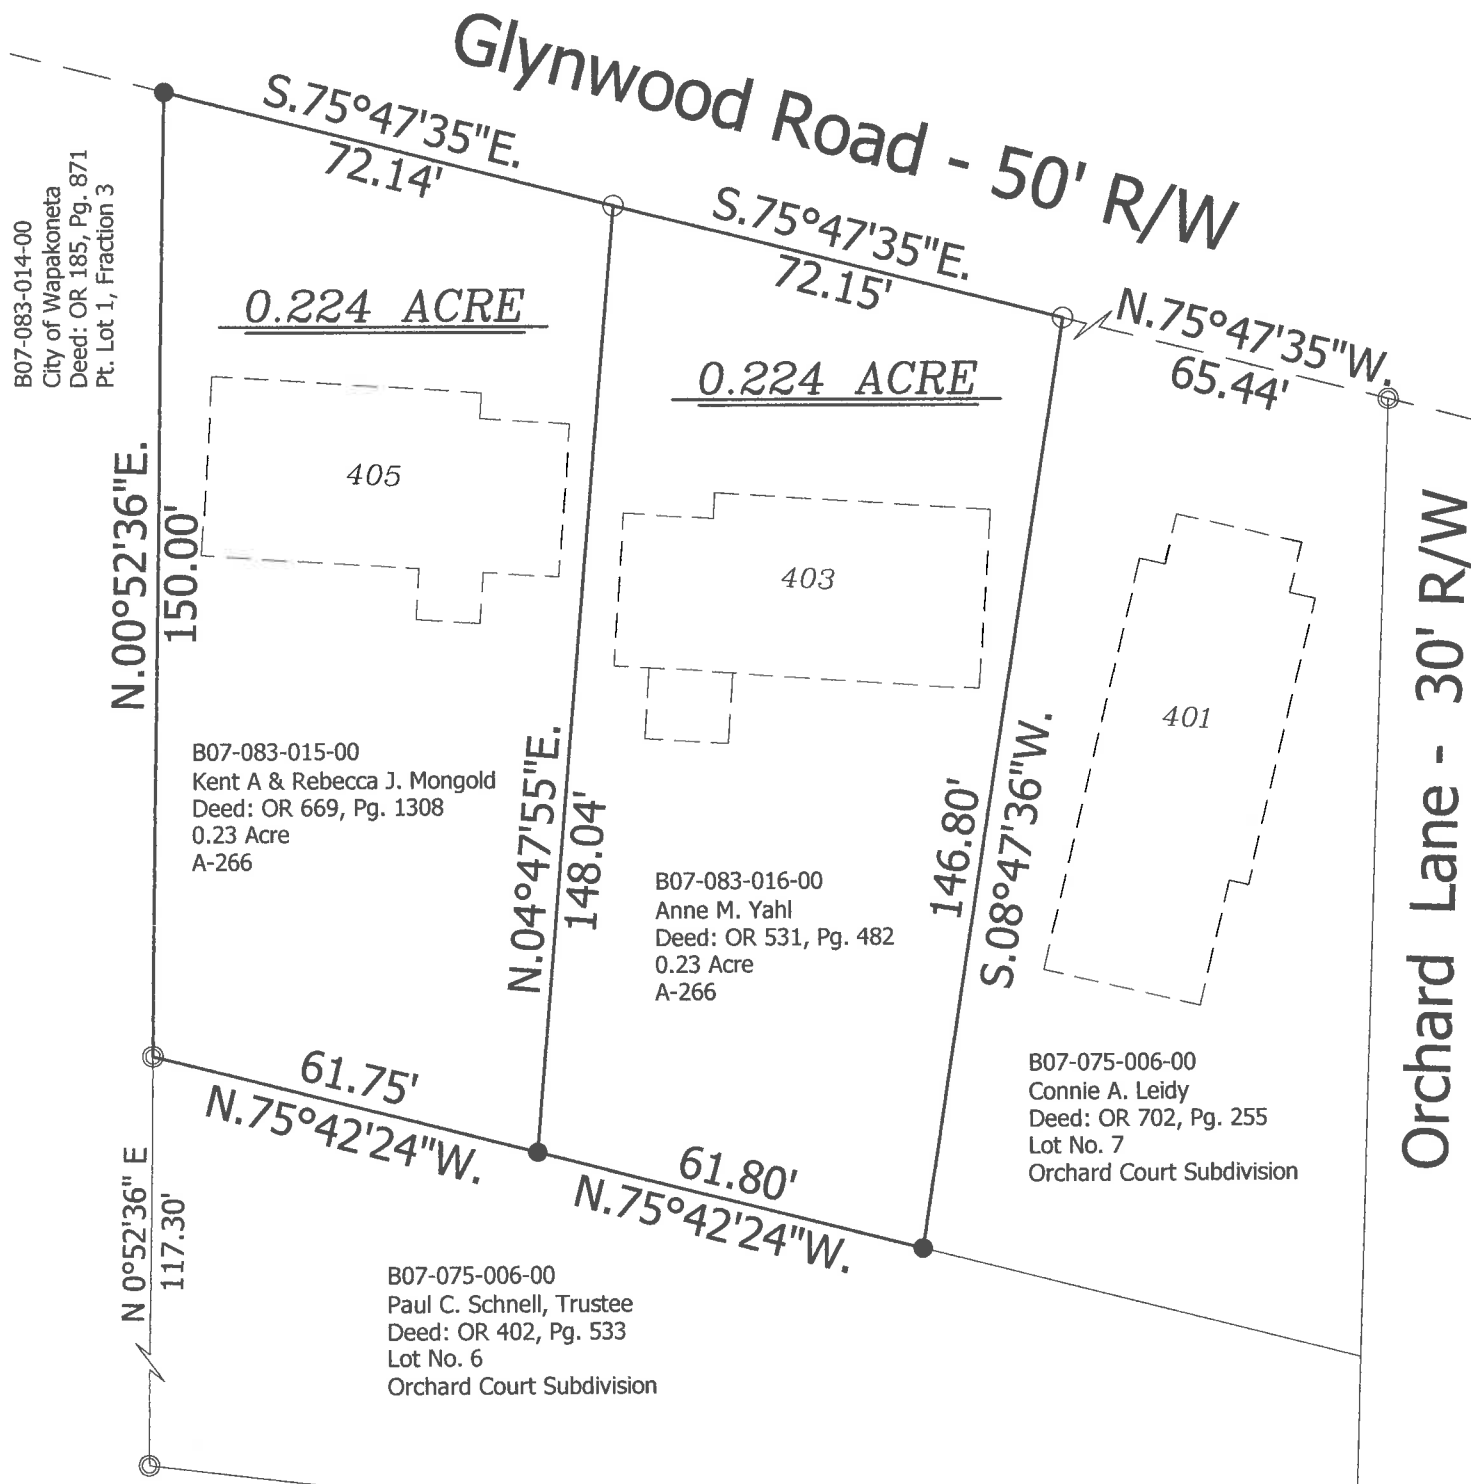 Glynwood Road - 50' R/W
S.75°47'35"E.
72.14'
S.75°47'35"E.
72.15'
N.75°47'35"W.
65.44'
B07-083-014-00
City of Wapakoneta
Deed: OR 185, Pg. 871
Pt. Lot 1, Fraction 3
0.224 ACRE
0.224 ACRE
405
403
401
N.00°52'36"E.
150.00'
N.04°47'55"E.
148.04'
146.80'
S.08°47'36"W.
Orchard Lane - 30' R/W
B07-083-015-00
Kent A & Rebecca J. Mongold
Deed: OR 669, Pg. 1308
0.23 Acre
A-266
B07-083-016-00
Anne M. Yahl
Deed: OR 531, Pg. 482
0.23 Acre
A-266
B07-075-006-00
Connie A. Leidy
Deed: OR 702, Pg. 255
Lot No. 7
Orchard Court Subdivision
61.75'
N.75°42'24"W.
61.80'
N.75°42'24"W.
N 0°52'36" E
117.30'
B07-075-006-00
Paul C. Schnell, Trustee
Deed: OR 402, Pg. 533
Lot No. 6
Orchard Court Subdivision